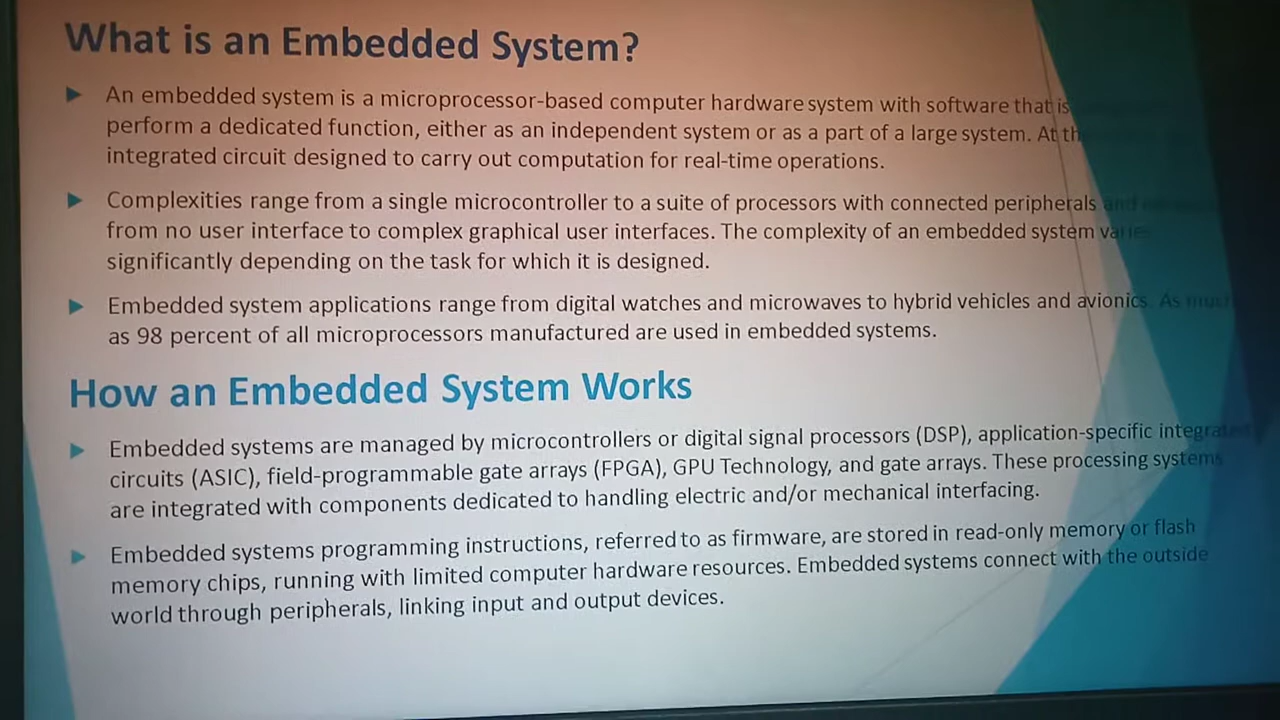 What is an Embedded System?
An embedded system is a microprocessor-based computer hardware system with software that is
perform a dedicated function, either as an independent system or as a part of a large system. At
integrated circuit designed to carry out computation for real-time operations.
Complexities range from a single microcontroller to a suite of processors with connected peripherals and
from no user interface to complex graphical user interfaces. The complexity of an embedded system varies
significantly depending on the task for which it is designed.
Embedded system applications range from digital watches and microwaves to hybrid vehicles and avionics. As much
as 98 percent of all microprocessors manufactured are used in embedded systems.
How an Embedded System Works
Embedded systems are managed by microcontrollers or digital signal processors (DSP), application-specific integrated
circuits (ASIC), field-programmable gate arrays (FPGA), GPU Technology, and gate arrays. These processing systems
are integrated with components dedicated to handling electric and/or mechanical interfacing.
Embedded systems programming instructions, referred to as firmware, are stored in read-only memory or flash
memory chips, running with limited computer hardware resources. Embedded systems connect with the outside
world through peripherals, linking input and output devices.